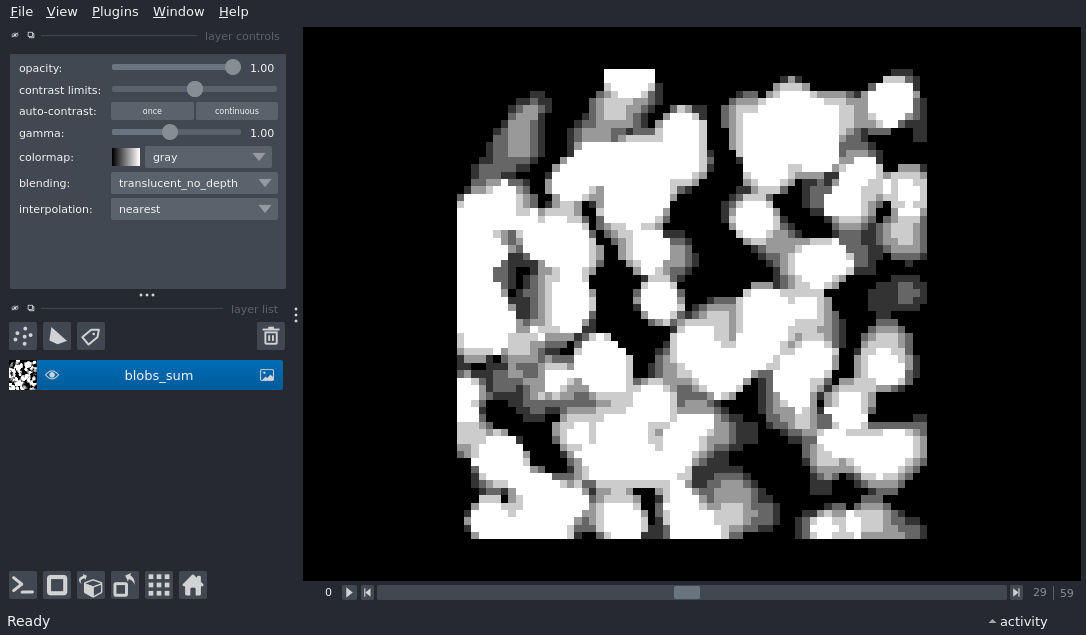 File View Plugins Window Help
layer controls
opacity: 1.00
contrast limits:
auto-contrast: once continuous
gamma: 1.00
colormap: gray
blending: translucent_no_depth
interpolation: nearest
layer list
blobs_sum
0 29 59
Ready activity